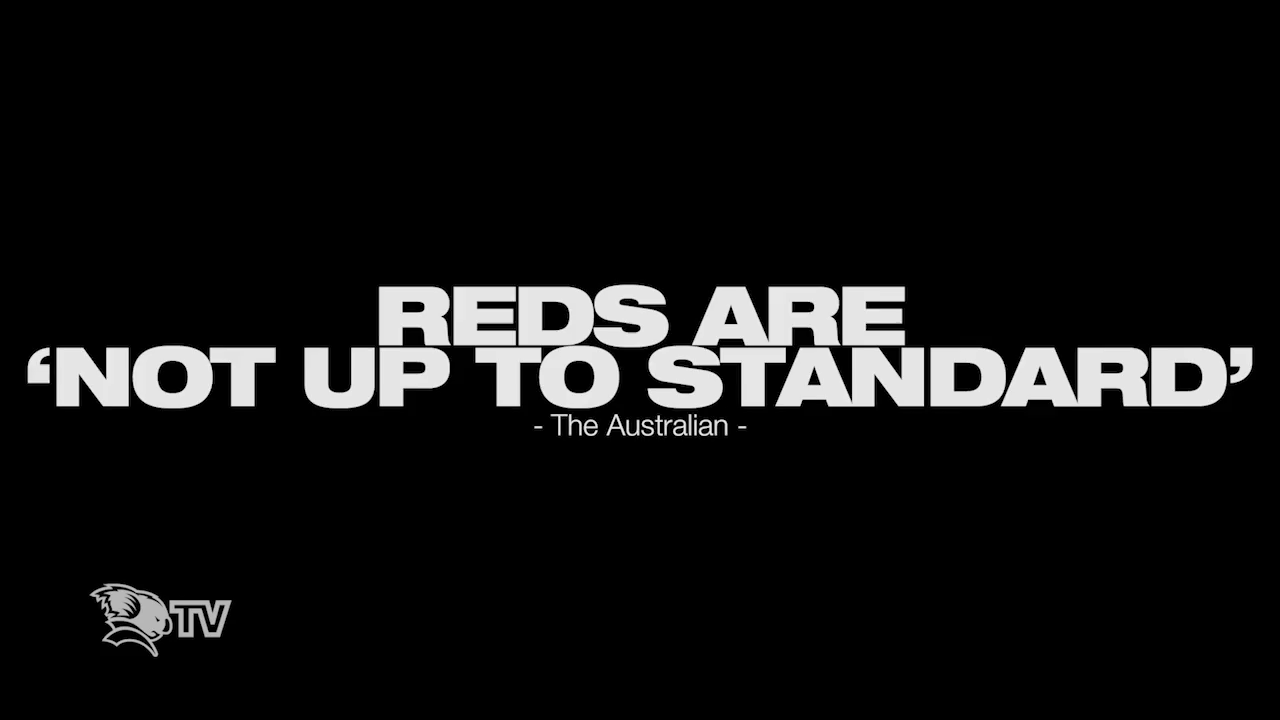 REDS ARE
‘NOT UP TO STANDARD’
- The Australian -
TV